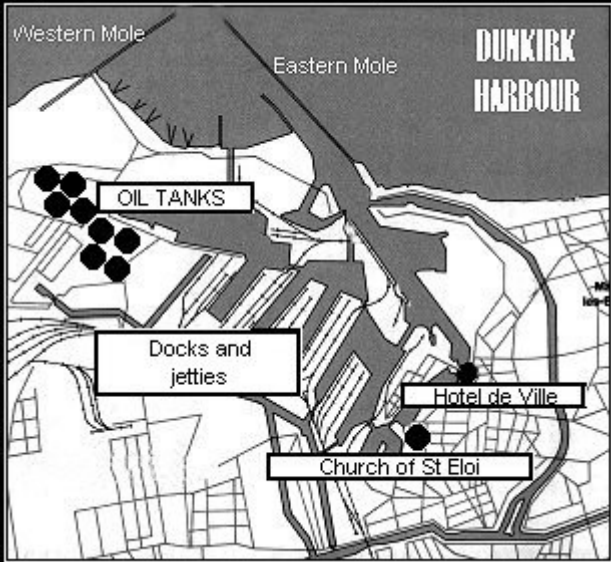 Western Mole
Eastern Mole
DUNKIRK
HARBOUR
OIL TANKS
Docks and
jetties
Hotel de Ville
Church of St Eloi